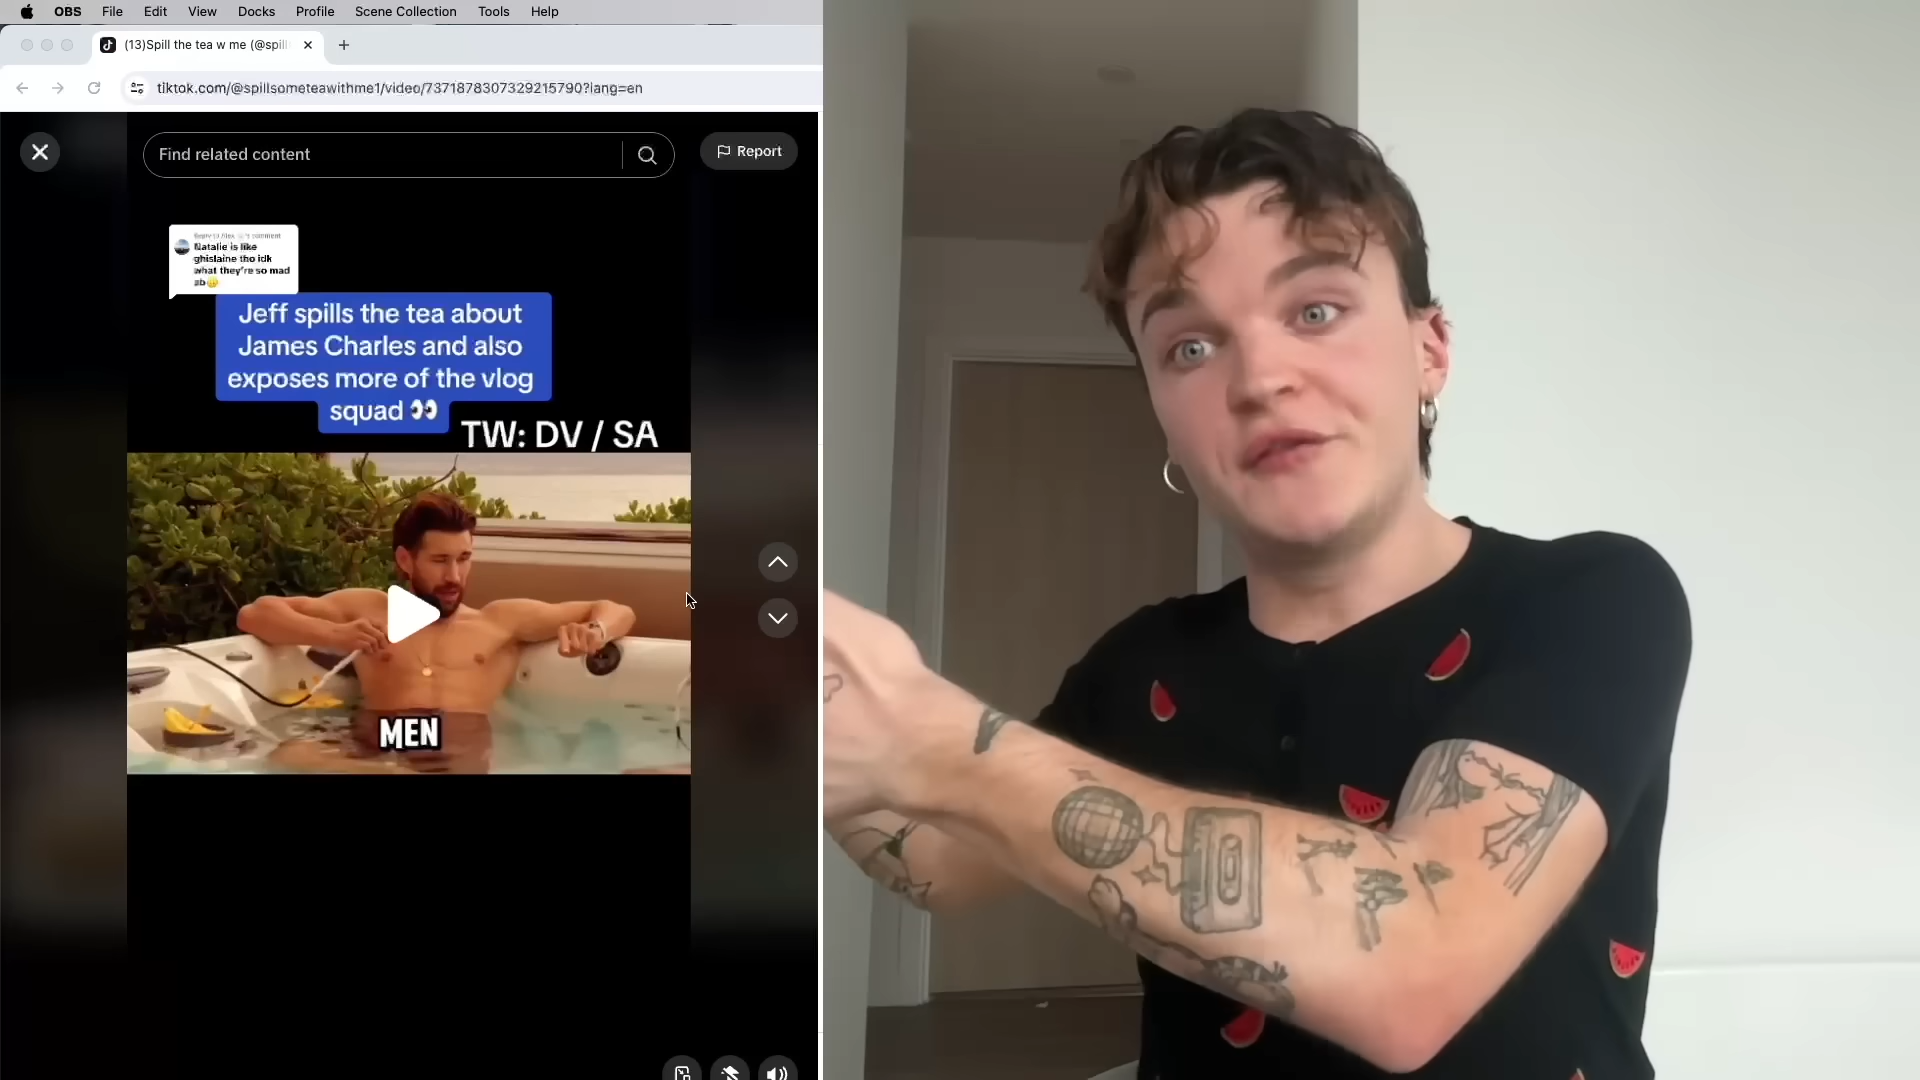 OBS File Edit View Docks Profile Scene Collection Tools Help
(13)Spill the tea w me (@spill
tiktok.com/@spillsometeawithme1/video/7371878307329215790?lang=en
Find related content
Report
Natalie is like
ghislaine tho idk
what they're so mad
ab
Jeff spills the tea about
James Charles and also
exposes more of the vlog
squad 👀
TW: DV / SA
MEN